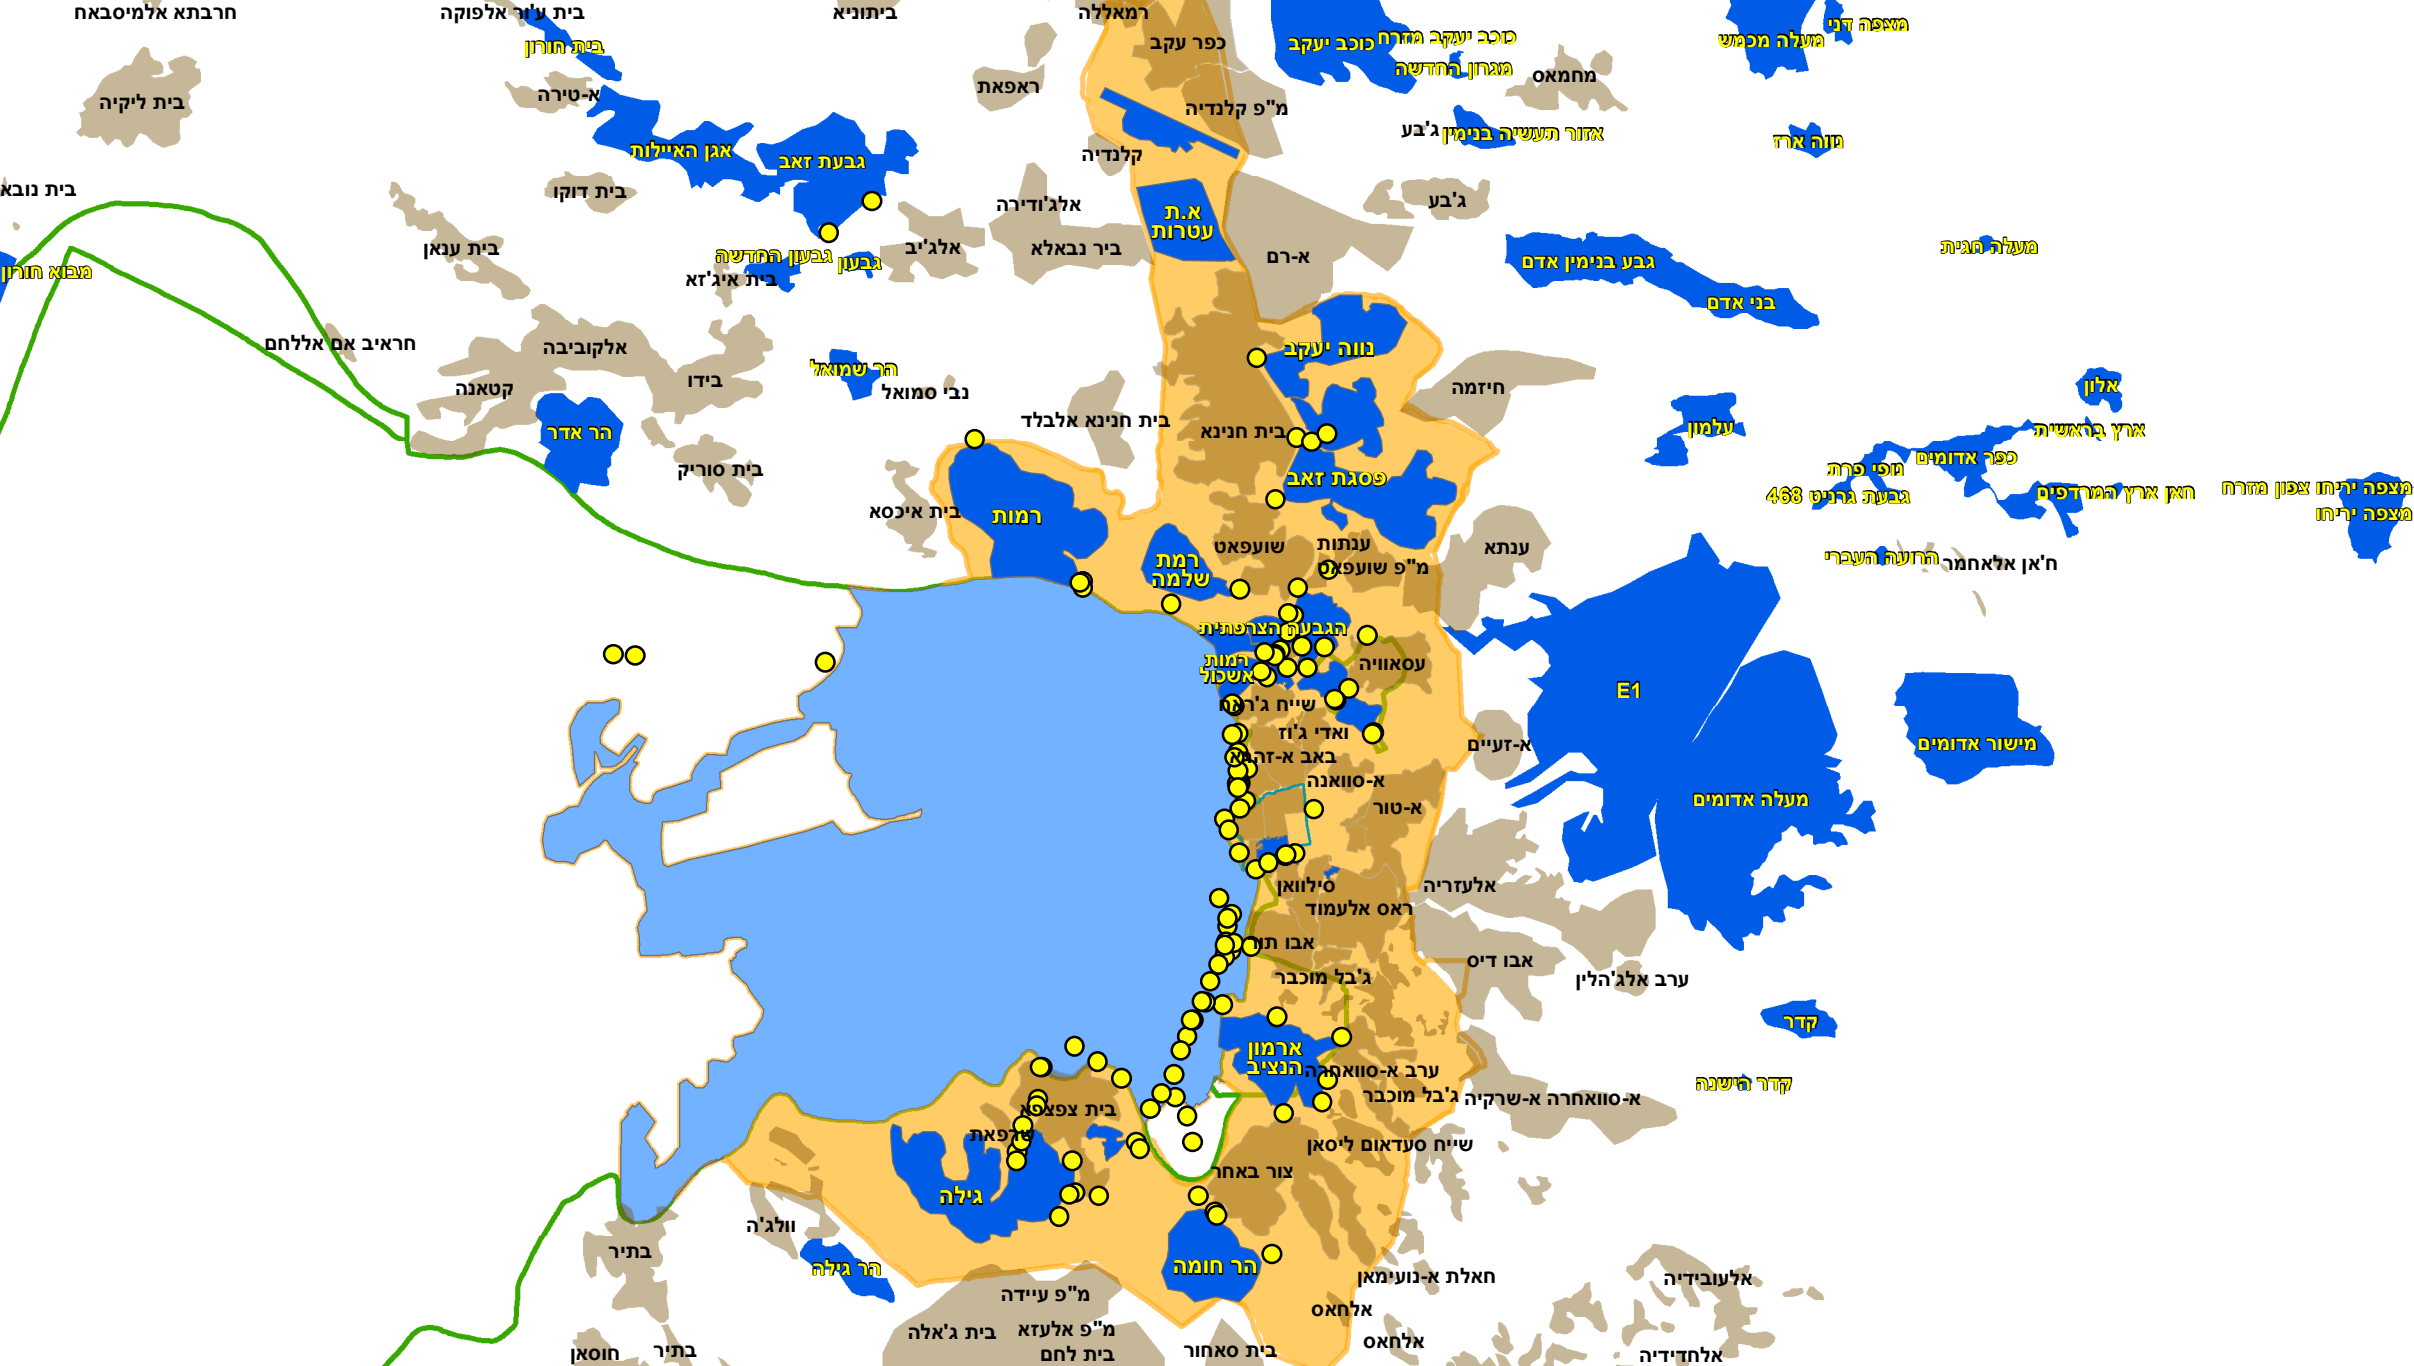 חרבתא אלמיסבאח
בית ע'ור אלפוקה
ביתוניא
רמאללה
כפר עקב
בית חורון
כוכב יעקב
כוכב יעקב מזרח
מגרון החדשה
מחמאס
מעלה מכמש
מצפה דני
בית ליקיה
א-טירה
ראפאת
מ"פ קלנדיה
ג'בע
אזור תעשיה בנימין
נווה ארז
אגן האיילות
גבעת זאב
קלנדיה
בית נובא
בית דוקו
אלג'ודירה
א.ת
עטרות
ג'בע
בית ענאן
גבעון החדשה
גבעון
אלג'יב
ביר נבאלא
א-רם
גבע בנימין אדם
מעלה חגית
מבוא חורון
בית איג'זא
בני אדם
חראיב אם אללחם
אלקוביבה
נווה יעקב
קטאנה
בידו
הר שמואל
נבי סמואל
חיזמה
אלון
הר אדר
בית חנינא אלבלד
בית חנינא
עלמון
ארץ בראשית
בית סוריק
פסגת זאב
נופי פרת
כפר אדומים
גבעת גרניט 468
חאן ארץ המרדפים
מצפה יריחו צפון מזרח
מצפה יריחו
בית איכסא
רמות
שועפאט
ענתות
ענתא
רמת
שלמה
מ"פ שועפאט
הרועה העברי
ח'אן אלאחמר
הגבעה הצרפתית
רמות
אשכול
עסאוויה
E1
שייח ג'ראח
ואדי ג'וז
באב א-זהרא
א-זעיים
מישור אדומים
א-סוואנה
א-טור
מעלה אדומים
סילוואן
אלעזריה
ראס אלעמוד
אבו תור
אבו דיס
ג'בל מוכבר
ערב אלג'הלין
קדר
ארמון
הנציב
ערב א-סוואחרה
קדר הישנה
ג'בל מוכבר
א-סוואחרה א-שרקיה
בית צפצפא
שרפאת
שייח סעדאום ליסאן
צור באחר
גילה
וולג'ה
בתיר
הר גילה
הר חומה
חאלת א-נועימאן
אלעובידיה
מ"פ עיידה
אלחאס
בית ג'אלה
מ"פ אלעזא
אלחאס
חוסאן
בתיר
בית לחם
בית סאחור
אלחדידיה